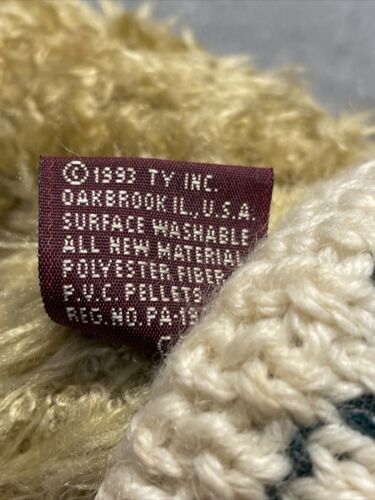 © 1993 TY INC.
OAKBROOK IL., U.S.A.
SURFACE WASHABLE
ALL NEW MATERIAL
POLYESTER FIBER
P.V.C. PELLETS
REG. NO. PA-19